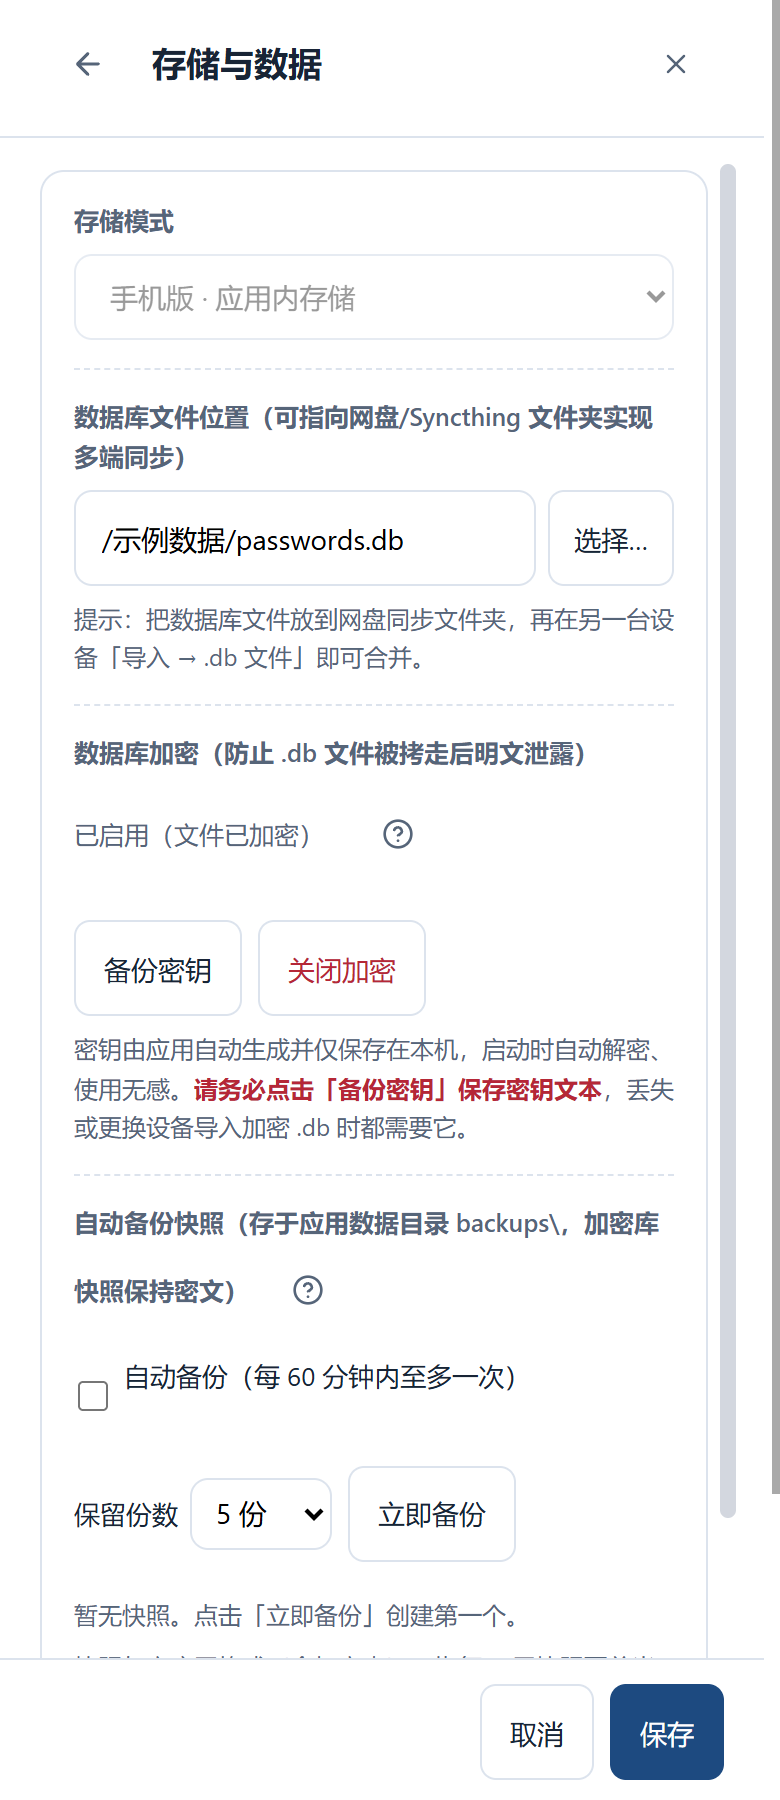 存储与数据
存储模式
手机版 · 应用内存储
数据库文件位置（可指向网盘/Syncthing 文件夹实现
多端同步）
/示例数据/passwords.db
选择...
提示：把数据库文件放到网盘同步文件夹，再在另一台设
备「导入 → .db 文件」即可合并。
数据库加密（防止 .db 文件被拷走后明文泄露）
已启用（文件已加密）
备份密钥
关闭加密
密钥由应用自动生成并仅保存在本机，启动时自动解密、
使用无感。请务必点击「备份密钥」保存密钥文本，丢失
或更换设备导入加密 .db 时都需要它。
自动备份快照（存于应用数据目录 backups\，加密库
快照保持密文）
自动备份（每 60 分钟内至多一次）
保留份数 5 份 立即备份
暂无快照。点击「立即备份」创建第一个。
取消
保存